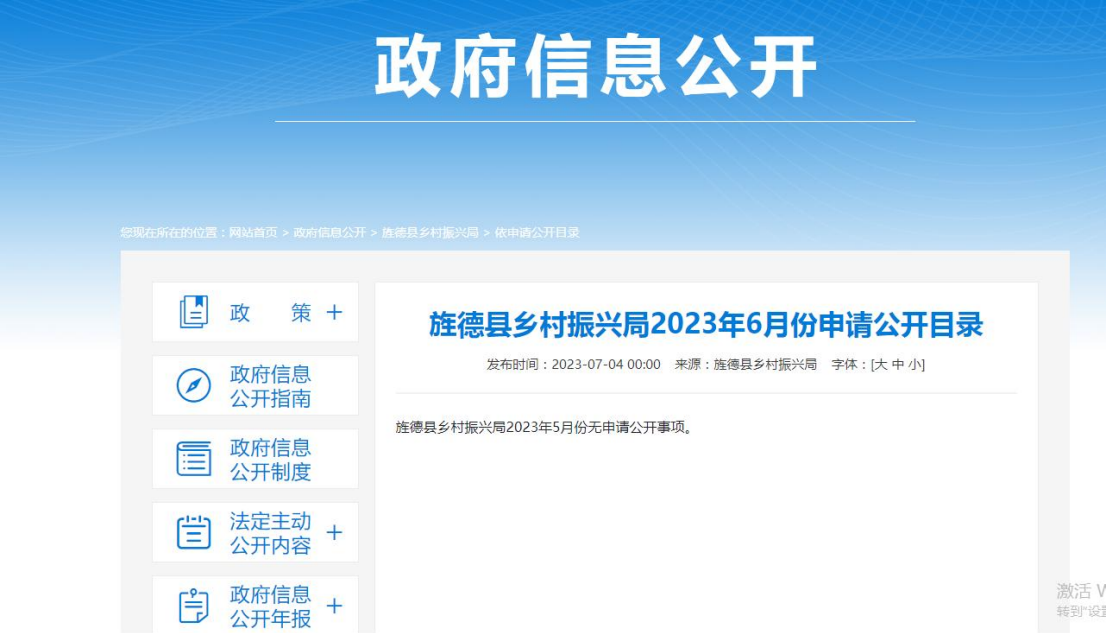 政府信息公开
您现在所在的位置：网站首页 > 政府信息公开 > 旌德县乡村振兴局 > 依申请公开目录
政 策 +
政府信息
公开指南
政府信息
公开制度
法定主动
公开内容 +
政府信息
公开年报 +
旌德县乡村振兴局2023年6月份申请公开目录
发布时间：2023-07-04 00:00 来源：旌德县乡村振兴局 字体：[大 中 小]
旌德县乡村振兴局2023年5月份无申请公开事项。
激活 W
转到"设置